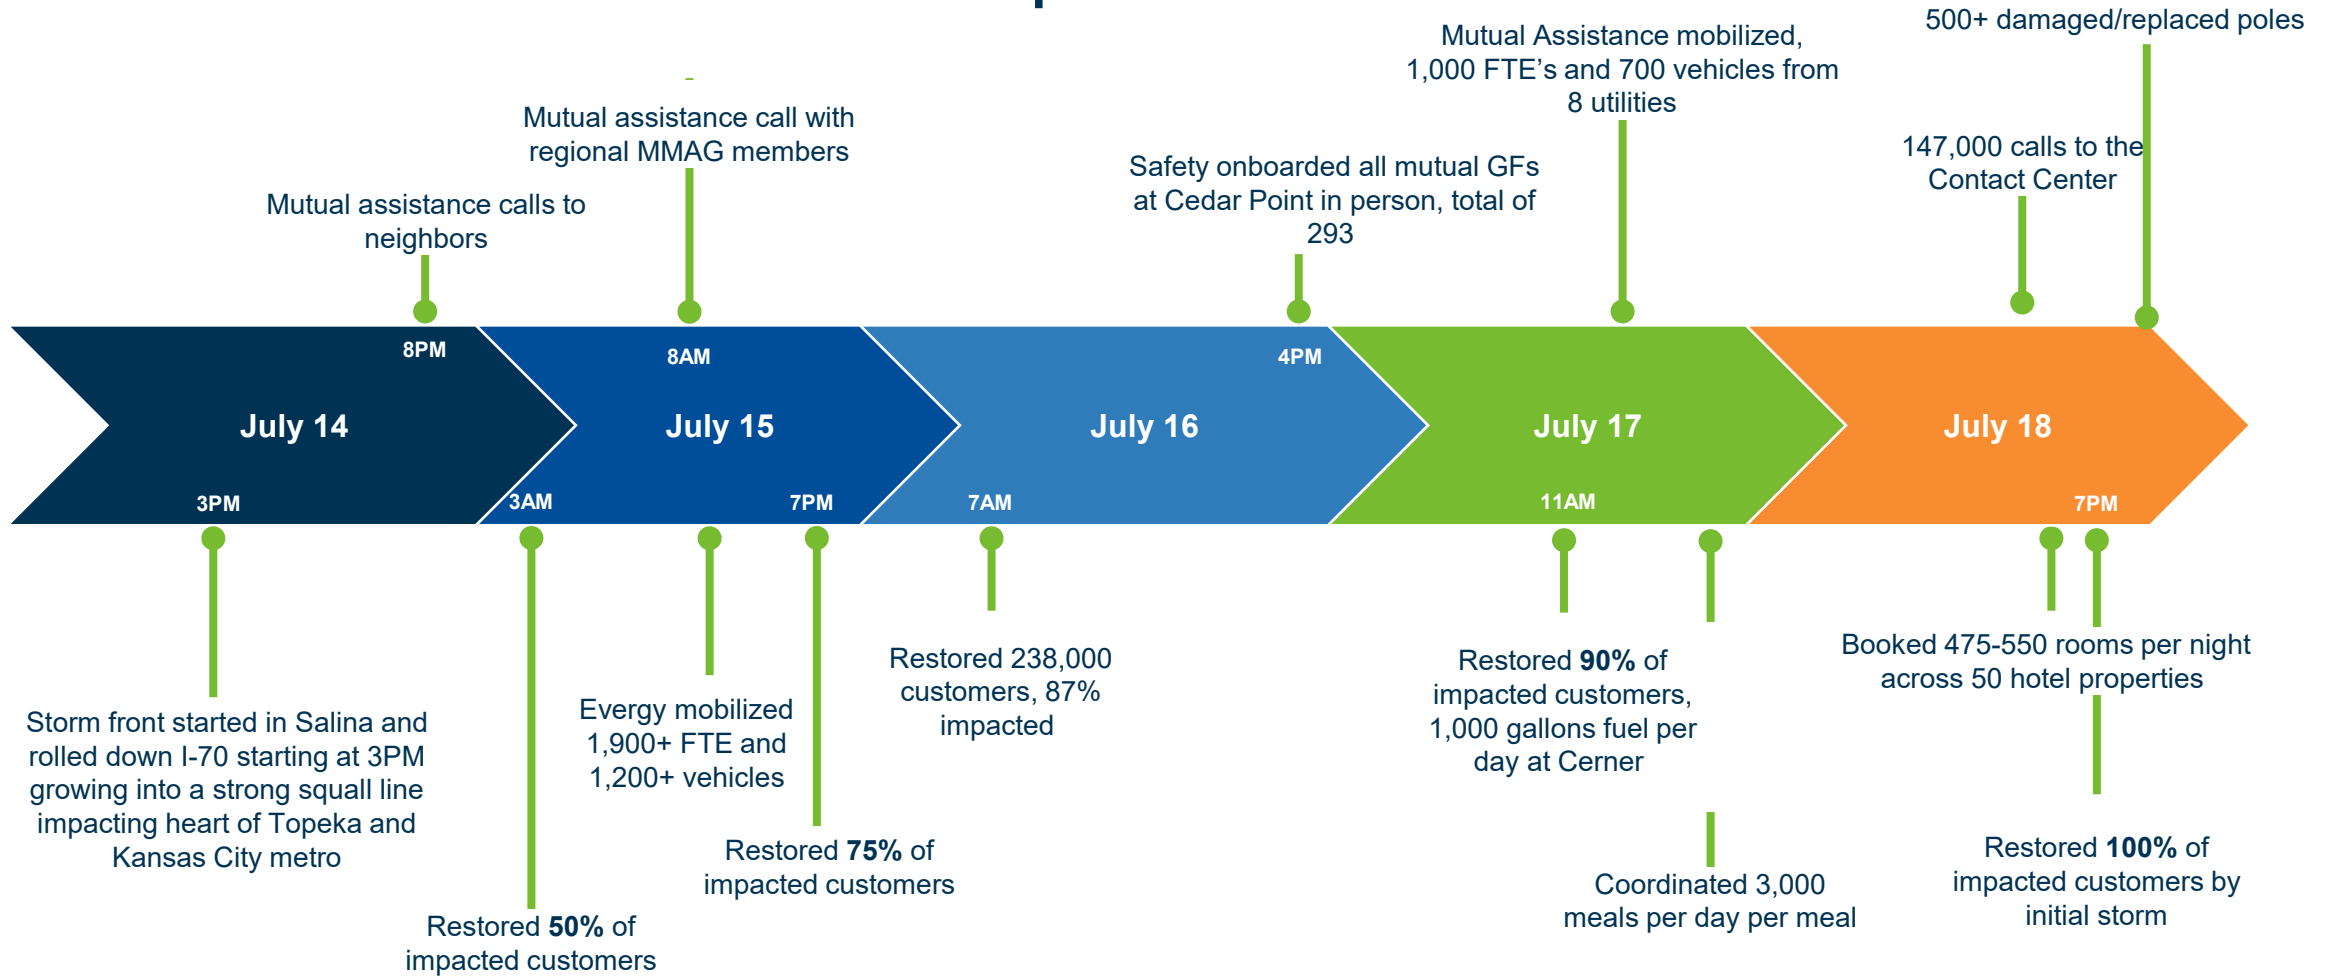 500+ damaged/replaced poles
Mutual Assistance mobilized,
1,000 FTE's and 700 vehicles from
8 utilities
Mutual assistance call with
regional MMAG members
147,000 calls to the
Contact Center
Safety onboarded all mutual GFs
at Cedar Point in person, total of
293
Mutual assistance calls to
neighbors
8PM
8AM
4PM
July 14
July 15
July 16
July 17
July 18
3PM
3AM
7PM
7AM
11AM
7PM
Storm front started in Salina and
rolled down I-70 starting at 3PM
growing into a strong squall line
impacting heart of Topeka and
Kansas City metro
Restored 50% of
impacted customers
Evergy mobilized
1,900+ FTE and
1,200+ vehicles
Restored 75% of
impacted customers
Restored 238,000
customers, 87%
impacted
Restored 90% of
impacted customers,
1,000 gallons fuel per
day at Cerner
Coordinated 3,000
meals per day per meal
Booked 475-550 rooms per night
across 50 hotel properties
Restored 100% of
impacted customers by
initial storm